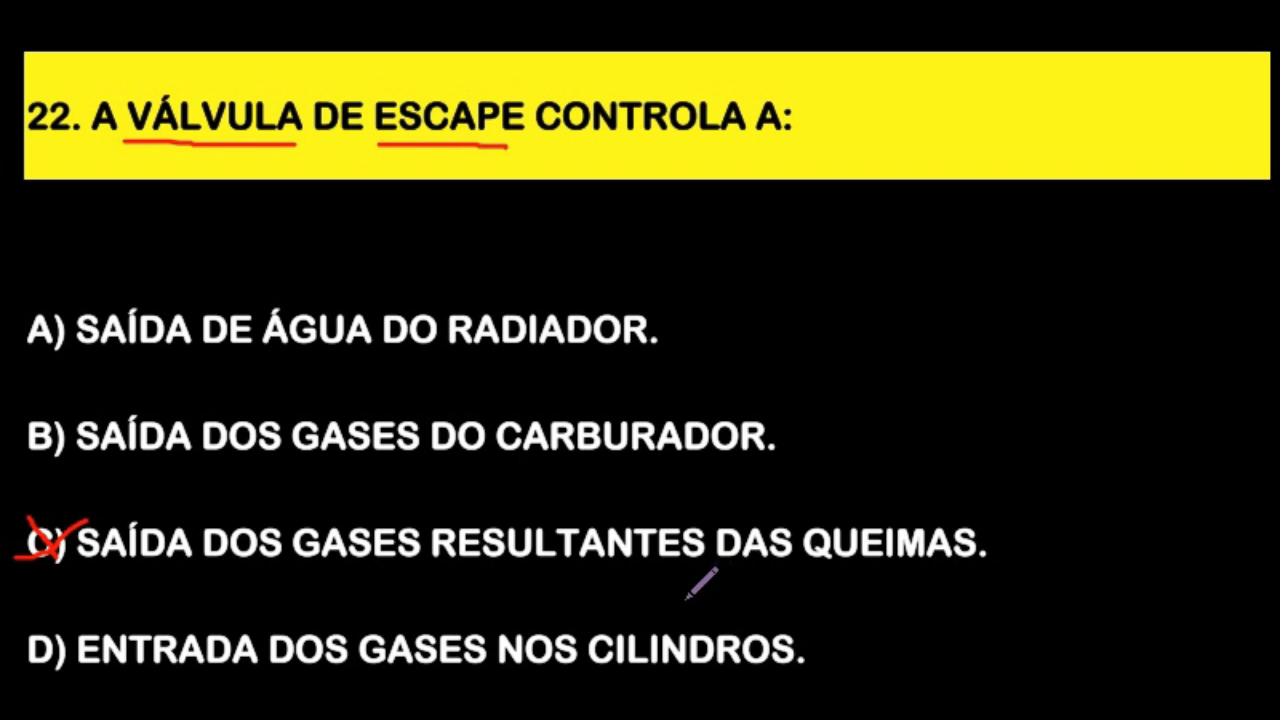 22. A VÁLVULA DE ESCAPE CONTROLA A:
A) SAÍDA DE ÁGUA DO RADIADOR.
B) SAÍDA DOS GASES DO CARBURADOR.
C) SAÍDA DOS GASES RESULTANTES DAS QUEIMAS.
D) ENTRADA DOS GASES NOS CILINDROS.